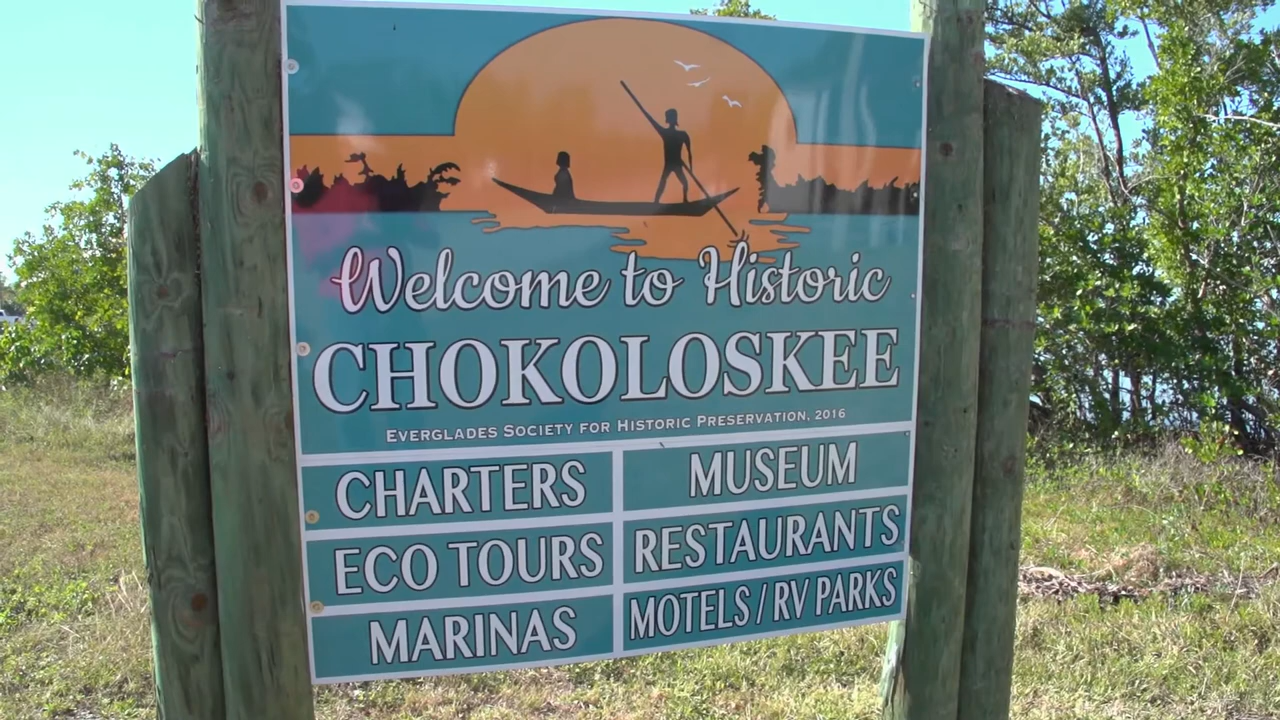 Welcome to Historic
CHOKOLOSKEE
EVERGLADES SOCIETY FOR HISTORIC PRESERVATION, 2016
CHARTERS
MUSEUM
ECO TOURS
RESTAURANTS
MARINAS
MOTELS / RV PARKS